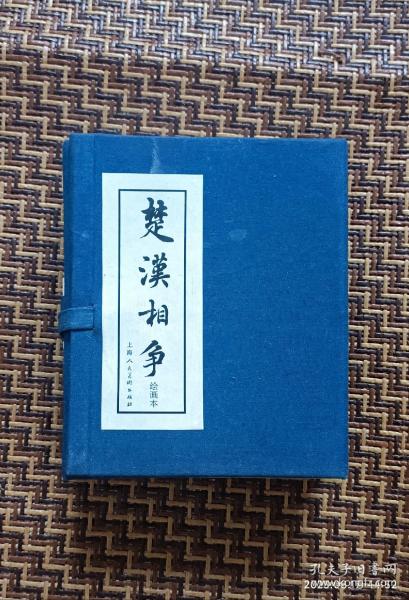 楚漢相争
绘画本
上海人民美術出版社
孔夫子旧书网